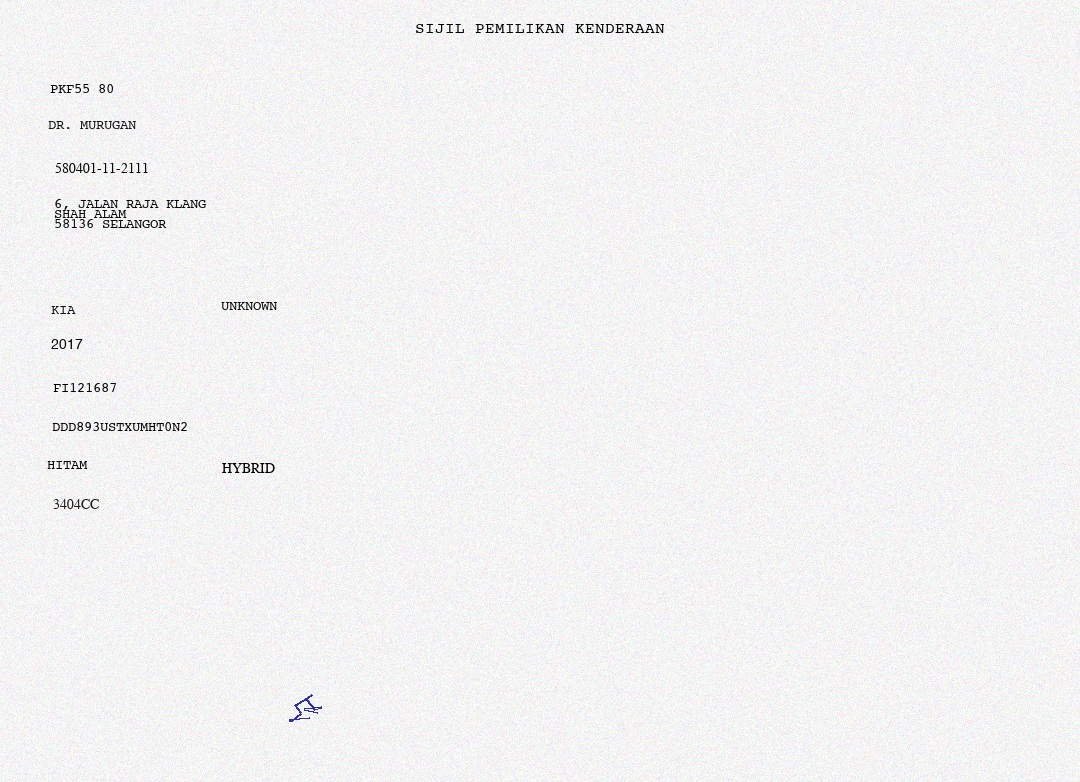 SIJIL PEMILIKAN KENDERAAN
PKF55 80
DR. MURUGAN
580401-11-2111
6, JALAN RAJA KLANG
SHAH ALAM
58136 SELANGOR
KIA UNKNOWN
2017
FI121687
DDD893USTXUMHT0N2
HITAM HYBRID
3404CC